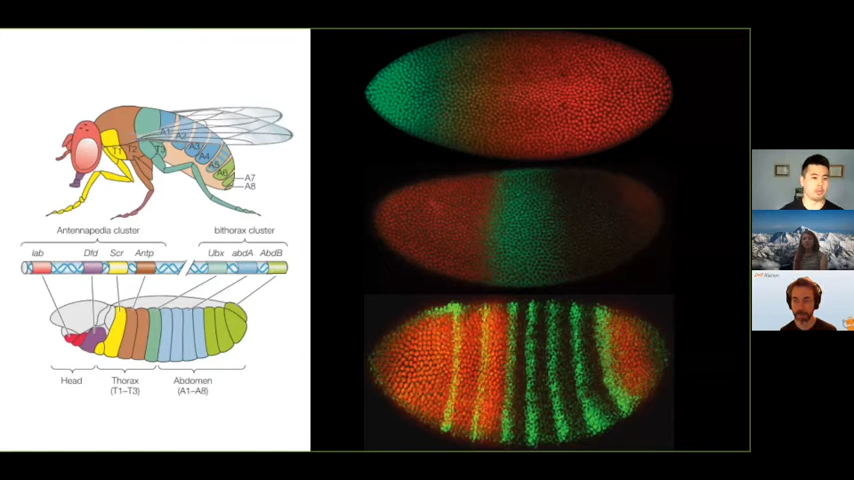 A1
A2
T1 T2 T3 A3
A4
A5
A6
A7
A8
Antennapedia cluster bithorax cluster
lab Dfd Scr Antp Ubx abdA AbdB
Head Thorax Abdomen
(T1–T3) (A1–A8)